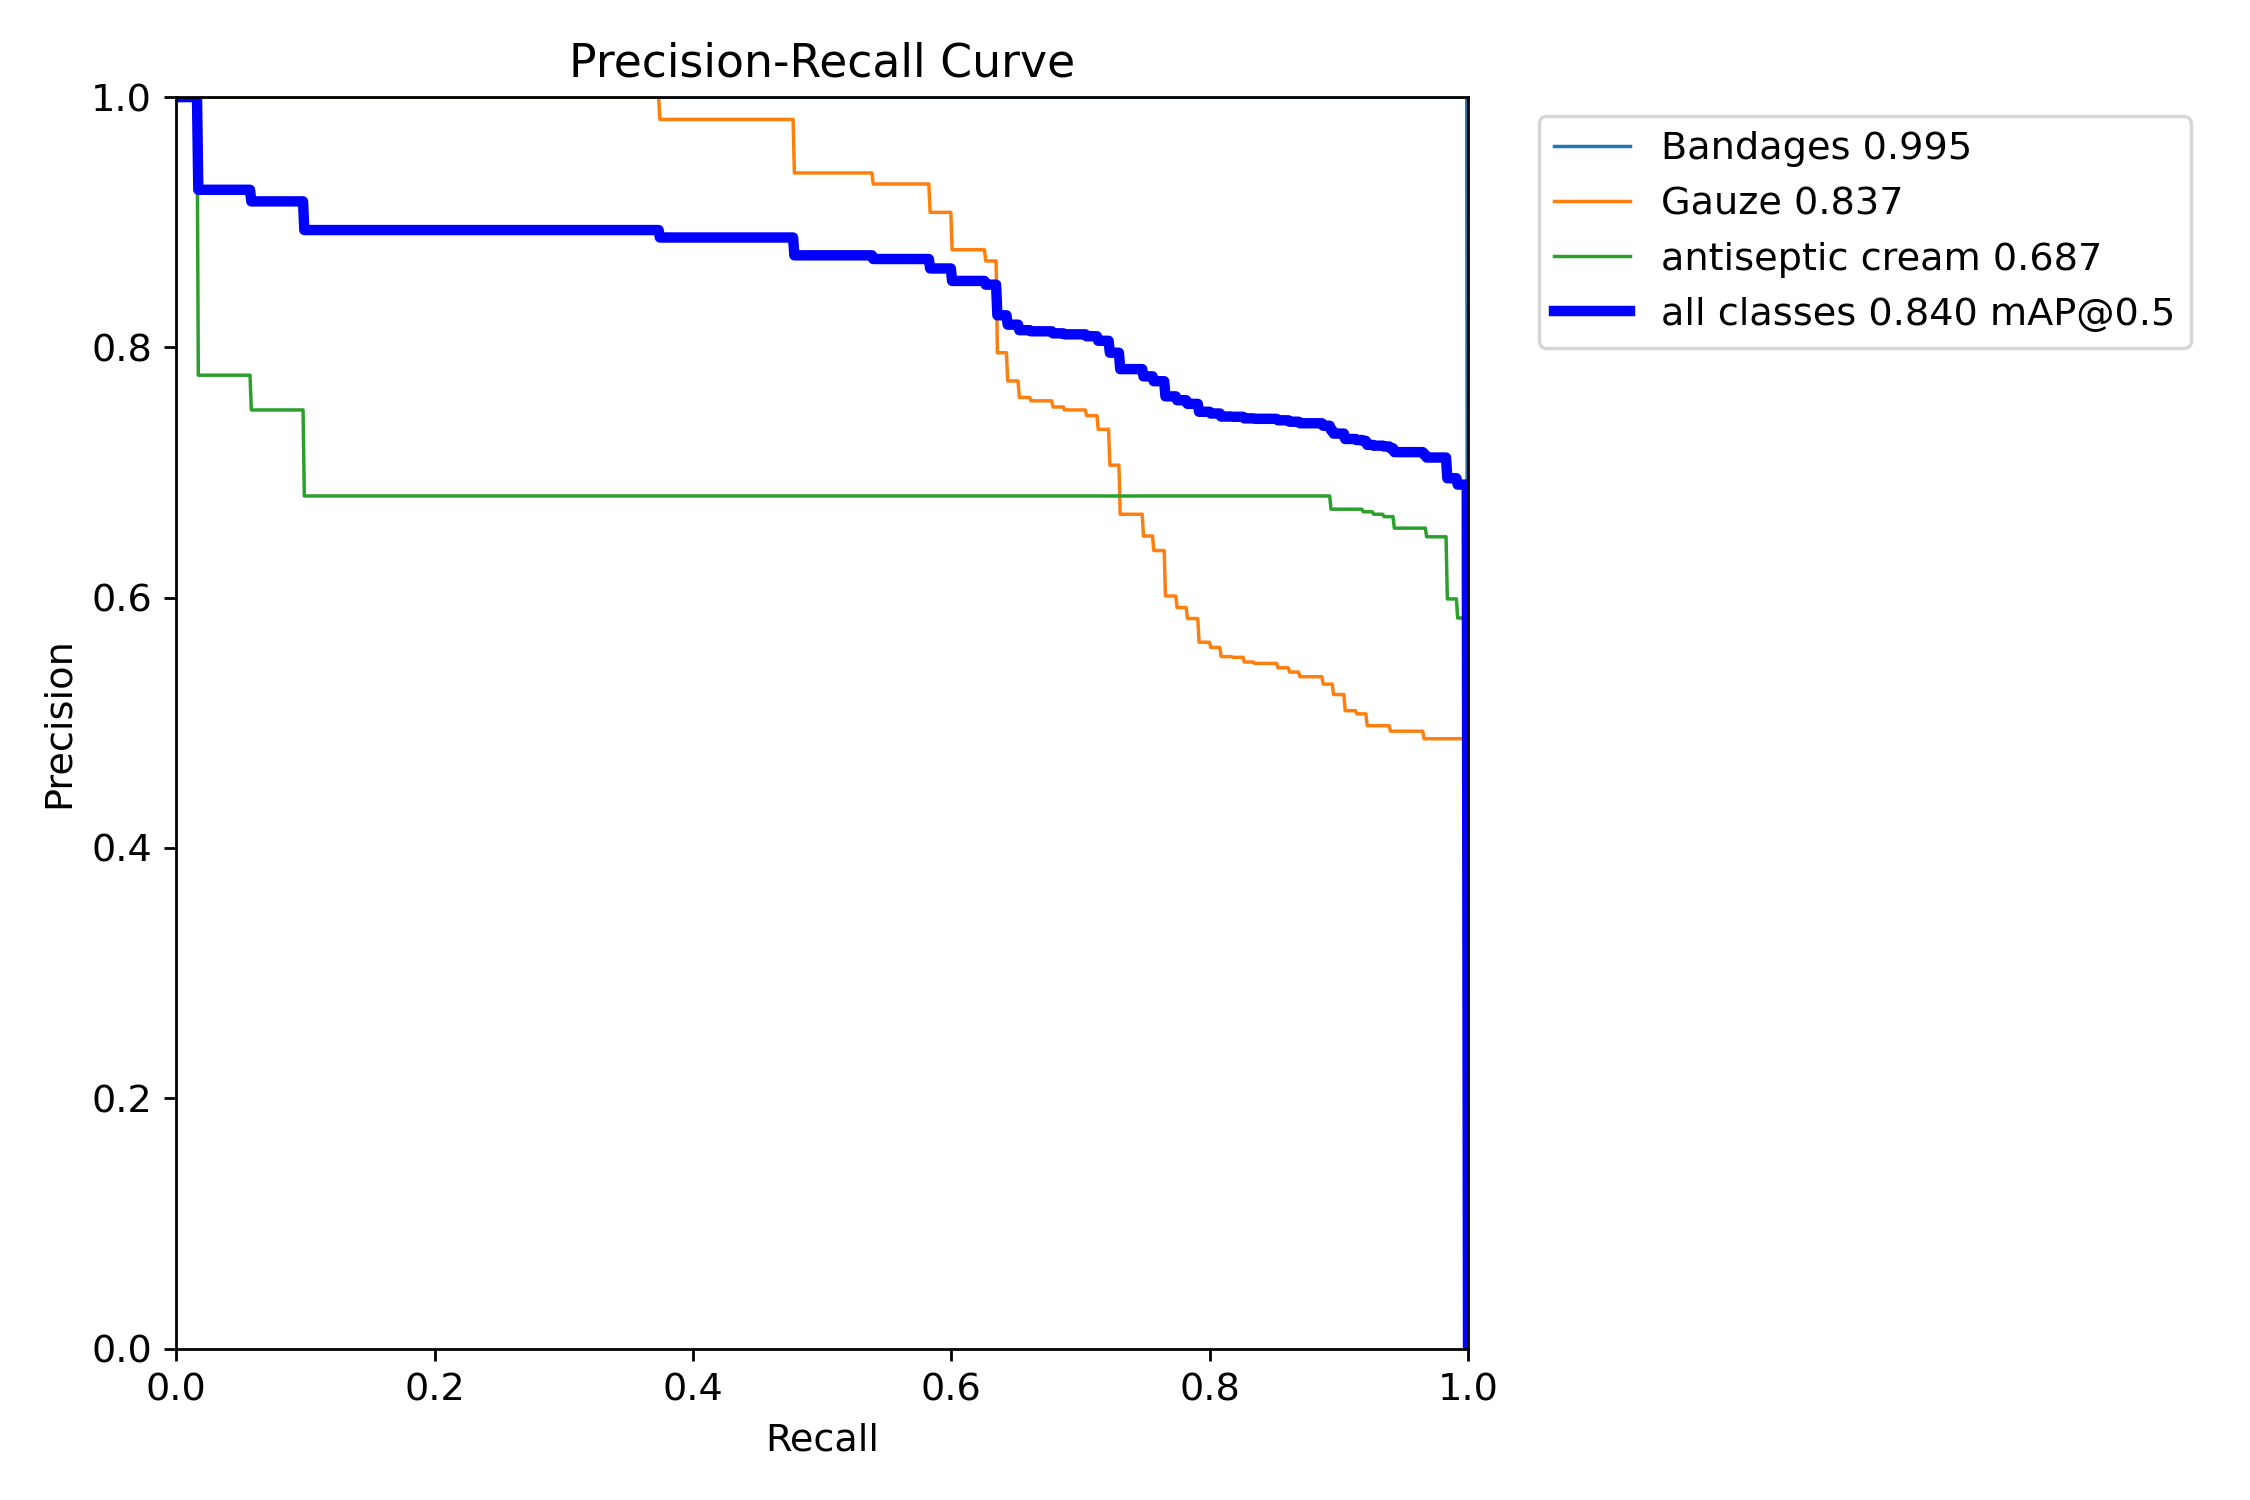 Precision-Recall Curve
1.0
0.8
0.6
0.4
0.2
0.0
Precision
0.0 0.2 0.4 0.6 0.8 1.0
Recall
Bandages 0.995
Gauze 0.837
antiseptic cream 0.687
all classes 0.840 mAP@0.5